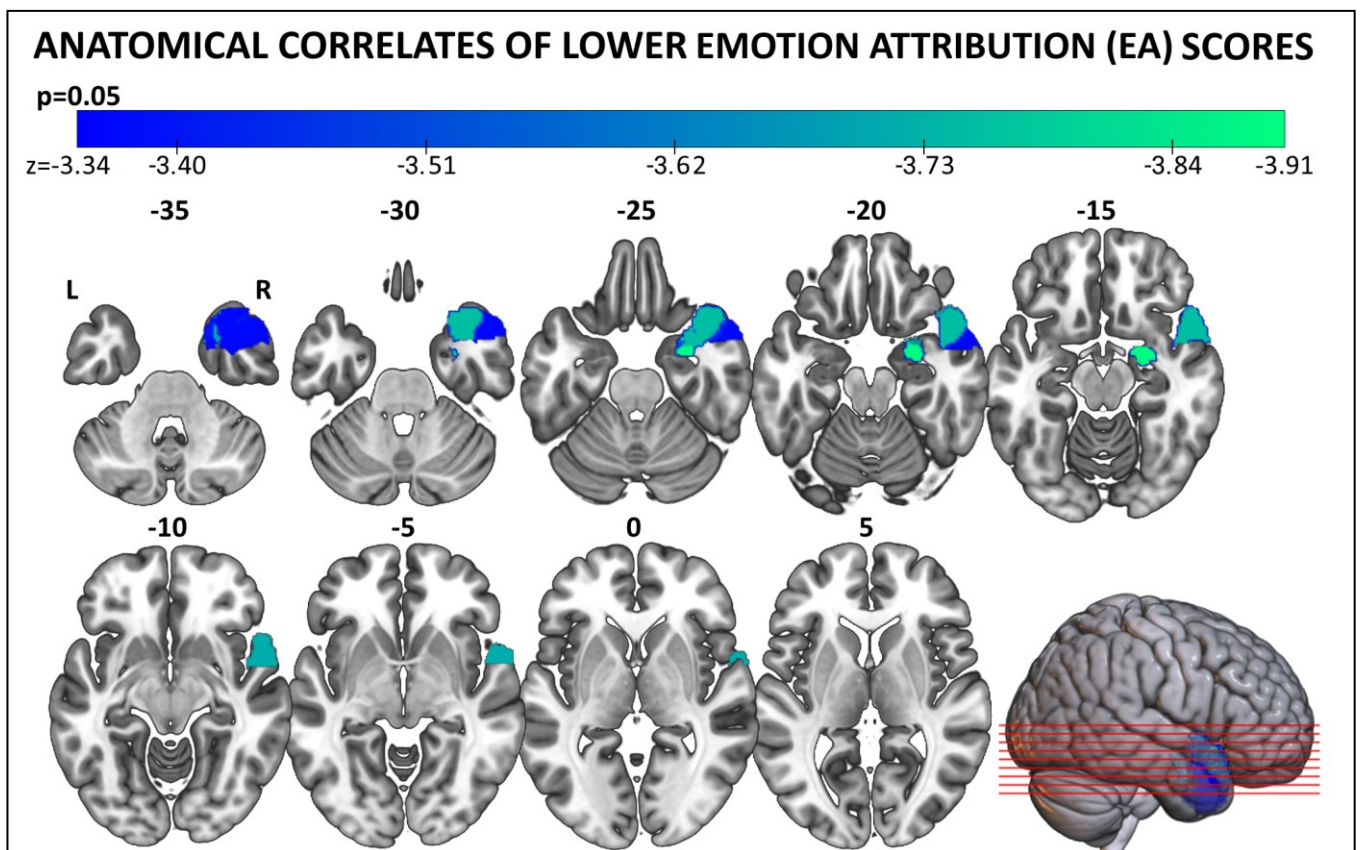 ANATOMICAL CORRELATES OF LOWER EMOTION ATTRIBUTION (EA) SCORES
p=0.05
z=-3.34 -3.40 -3.51 -3.62 -3.73 -3.84 -3.91
-35 -30 -25 -20 -15
L R
-10 -5 0 5